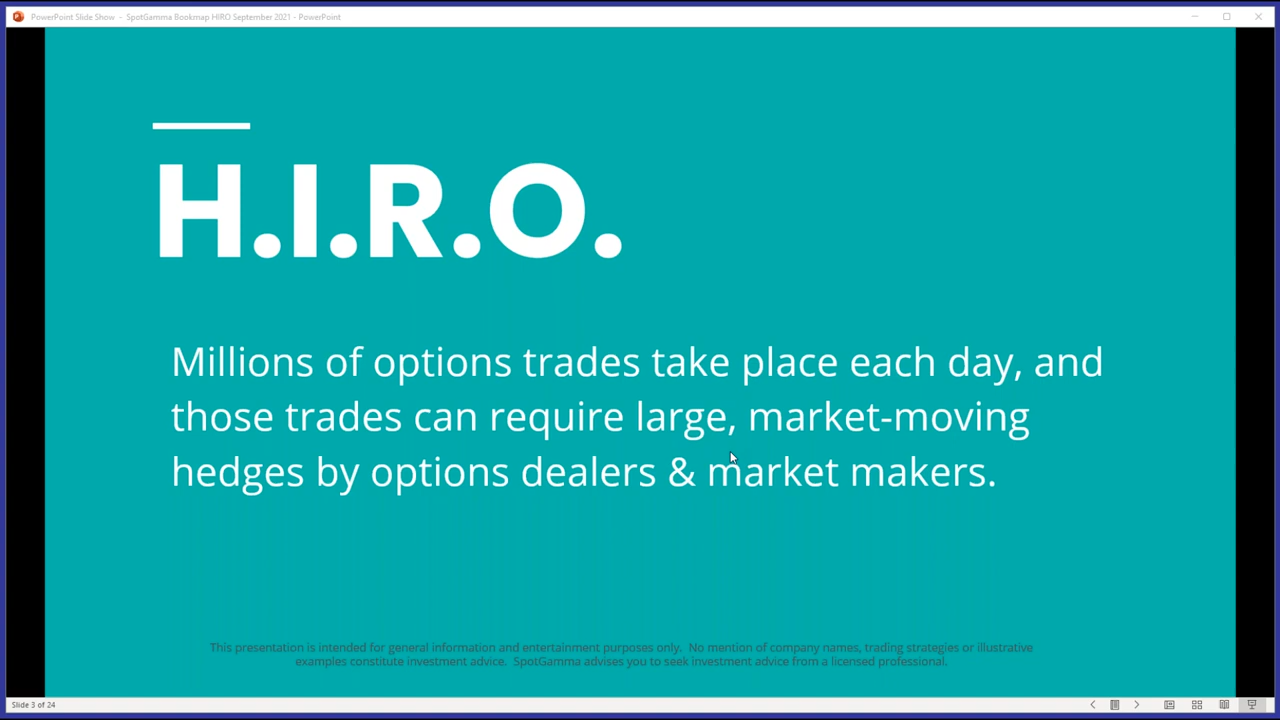 PowerPoint Slide Show - SpotGamma Bookmap HIRO September 2021 - PowerPoint
H.I.R.O.
Millions of options trades take place each day, and
those trades can require large, market-moving
hedges by options dealers & market makers.
This presentation is intended for general information and entertainment purposes only. No mention of company names, trading strategies or illustrative
examples constitute investment advice. SpotGamma advises you to seek investment advice from a licensed professional.
Slide 3 of 24